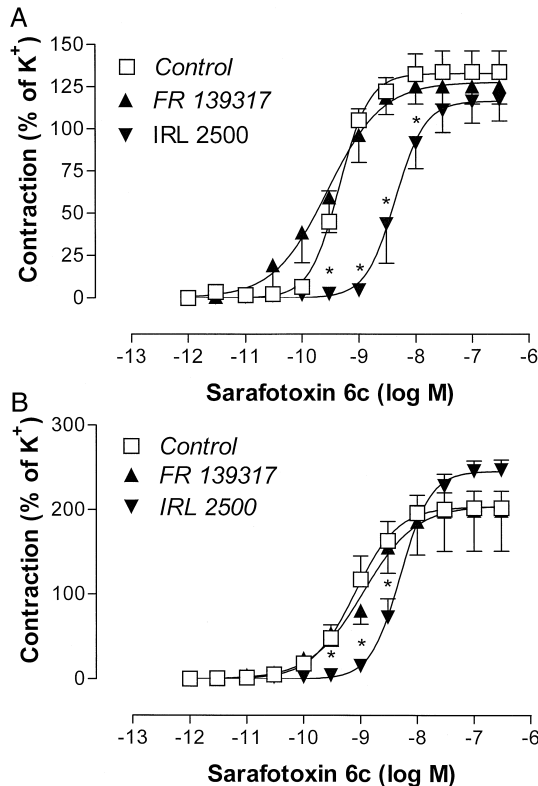 A
Contraction (% of K+)
150
125
100
75
50
25
0
Control
FR 139317
IRL 2500
*
*
*
*
-13 -12 -11 -10 -9 -8 -7 -6
Sarafotoxin 6c (log M)
B
Contraction (% of K+)
300
200
100
0
Control
FR 139317
IRL 2500
*
*
*
-13 -12 -11 -10 -9 -8 -7 -6
Sarafotoxin 6c (log M)